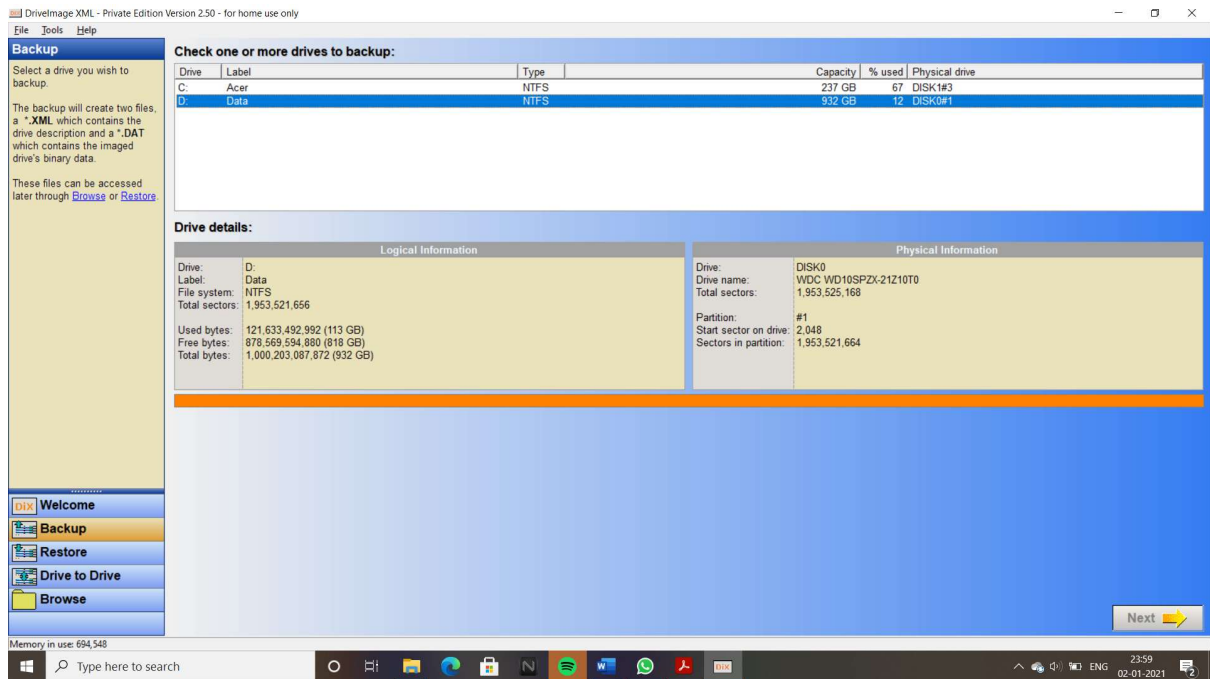 DriveImage XML - Private Edition Version 2.50 - for home use only
File Tools Help
Backup
Select a drive you wish to
backup.
The backup will create two files,
a *.XML which contains the
drive description and a *.DAT
which contains the imaged
drive's binary data.
These files can be accessed
later through Browse or Restore.
Check one or more drives to backup:
Drive Label Type Capacity % used Physical drive
C: Acer NTFS 237 GB 67 DISK1#3
D: Data NTFS 932 GB 12 DISK0#1
Drive details:
Logical Information
Drive: D:
Label: Data
File system: NTFS
Total sectors: 1,953,521,656
Used bytes: 121,633,492,992 (113 GB)
Free bytes: 878,569,594,880 (818 GB)
Total bytes: 1,000,203,087,872 (932 GB)
Physical Information
Drive: DISK0
Drive name: WDC WD10SPZX-21Z10T0
Total sectors: 1,953,525,168
Partition: #1
Start sector on drive: 2,048
Sectors in partition: 1,953,521,664
DiX Welcome
Backup
Restore
Drive to Drive
Browse
Next
Memory in use: 694,548
Type here to search
ENG
23:59
02-01-2021